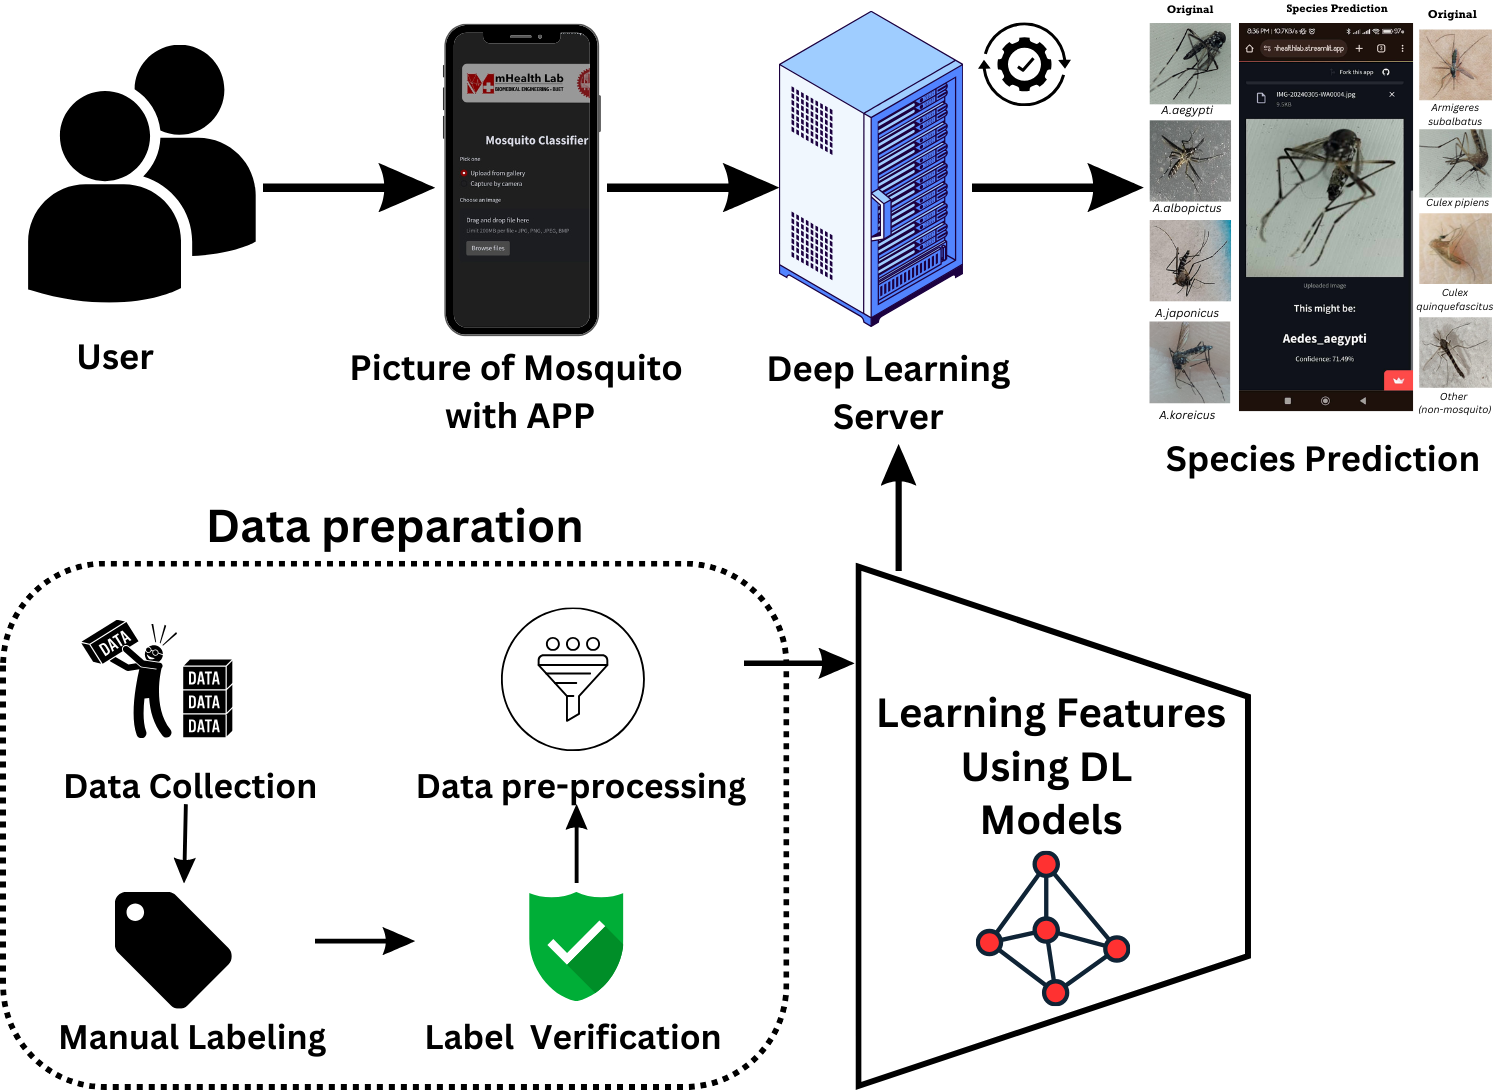 mHealth Lab
BIOMEDICAL ENGINEERING - BUET
Mosquito Classifier
Pick one
Upload from gallery
Capture by camera
Choose an image
Drag and drop file here
Limit 200MB per file • JPG, PNG, JPEG, BMP
Browse files
User
Picture of Mosquito
with APP
Deep Learning
Server
Original
A.aegypti
A.albopictus
A.japonicus
A.koreicus
Species Prediction
8:36 PM | 10.7KB/s
97
nhealthlab.streamlit.app
3
Fork this app
IMG-20240305-WA0004.jpg
9.5KB
Uploaded Image
This might be:
Aedes_aegypti
Confidence: 71.49%
Original
Armigeres
subalbatus
Culex pipiens
Culex
quinquefascitus
Other
(non-mosquito)
Species Prediction
Data preparation
DATA
DATA
DATA
DATA
Data Collection
Data pre-processing
Manual Labeling
Label Verification
Learning Features
Using DL
Models